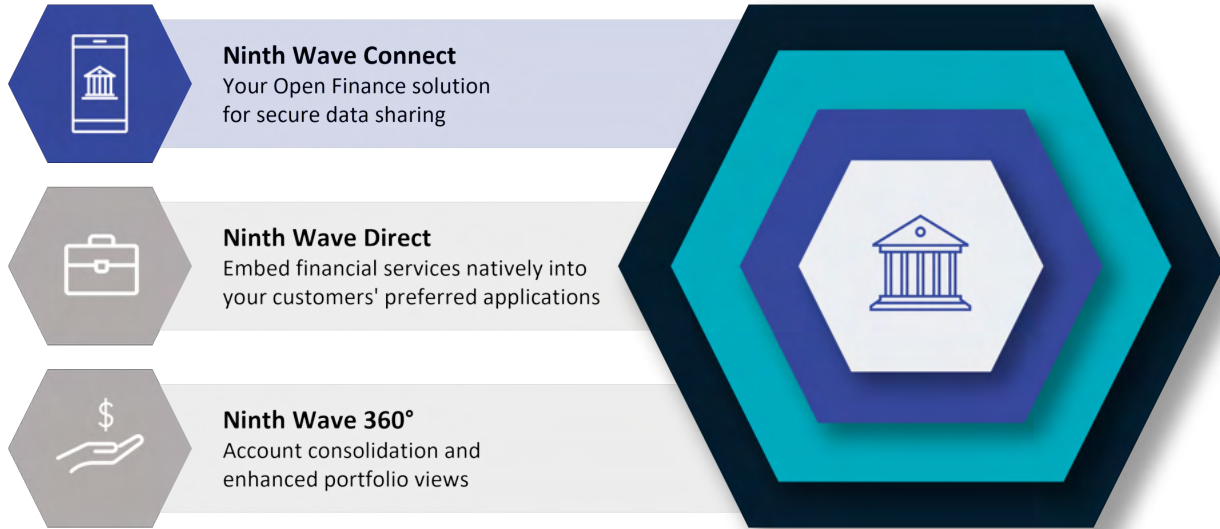 Ninth Wave Connect
Your Open Finance solution
for secure data sharing
Ninth Wave Direct
Embed financial services natively into
your customers' preferred applications
$
Ninth Wave 360°
Account consolidation and
enhanced portfolio views